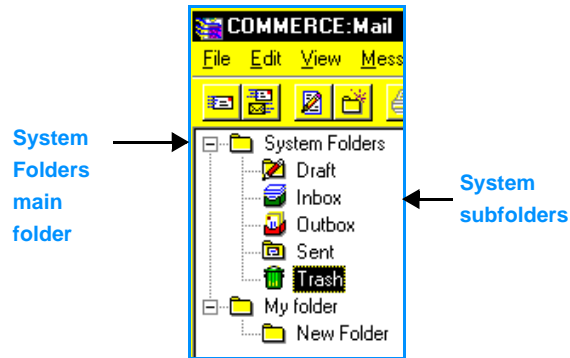 COMMERCE:Mail
File Edit View Mess
System Folders
Draft
Inbox
Outbox
Sent
Trash
My folder
New Folder
System
Folders
main
folder
System
subfolders